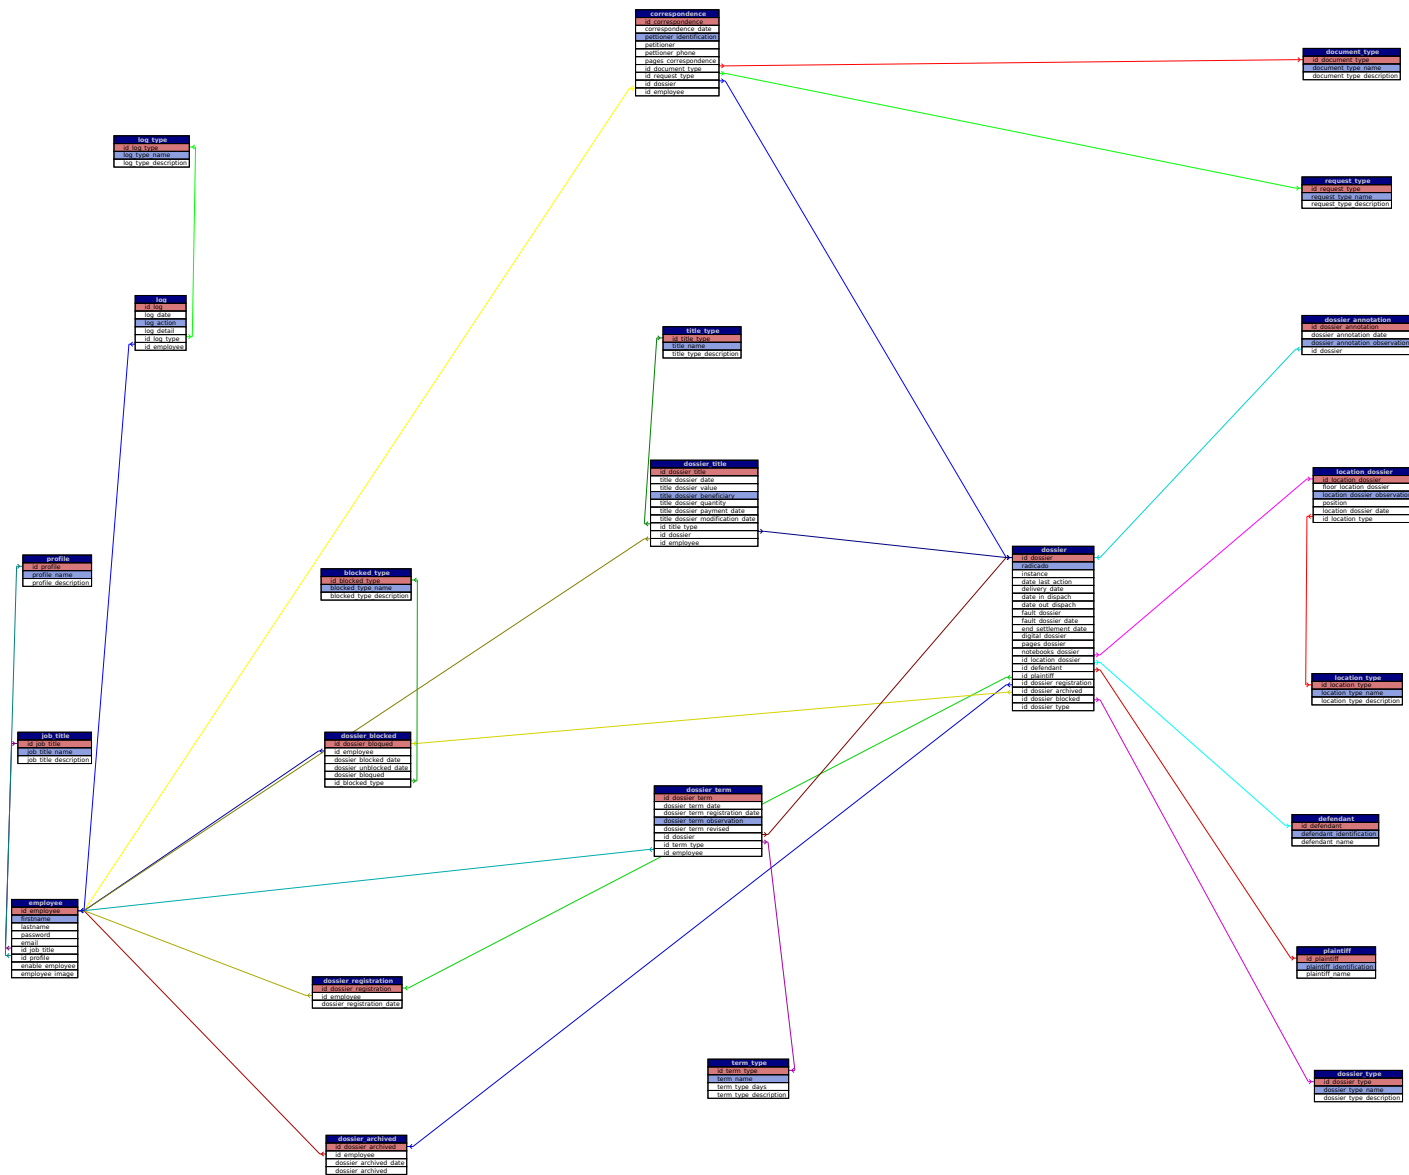 correspondence
id_correspondence
correspondence_date
pettioner_identification
petitioner
pettioner_phone
pages_correspondence
id_document_type
id_request_type
id_dossier
id_employee
document_type
id_document_type
document_type_name
document_type_description
log_type
id_log_type
log_type_name
log_type_description
request_type
id_request_type
request_type_name
request_type_description
log
id_log
log_date
log_action
log_detail
id_log_type
id_employee
title_type
id_title_type
title_name
title_type_description
dossier_annotation
id_dossier_annotation
dossier_annotation_date
dossier_annotation_observation
id_dossier
dossier_title
id_dossier_title
title_dossier_date
title_dossier_value
title_dossier_beneficiary
title_dossier_quantity
title_dossier_payment_date
title_dossier_modification_date
id_title_type
id_dossier
id_employee
location_dossier
id_location_dossier
floor_location_dossier
location_dossier_observation
position
location_dossier_date
id_location_type
profile
id_profile
profile_name
profile_description
blocked_type
id_blocked_type
blocked_type_name
blocked_type_description
dossier
id_dossier
radicado
instance
date_last_action
delivery_date
date_in_dispach
date_out_dispach
fault_dossier
fault_dossier_date
end_settlement_date
digital_dossier
pages_dossier
notebooks_dossier
id_location_dossier
id_defendant
id_plaintiff
id_dossier_registration
id_dossier_archived
id_dossier_blocked
id_dossier_type
location_type
id_location_type
location_type_name
location_type_description
job_title
id_job_title
job_title_name
job_title_description
dossier_blocked
id_dossier_bloqued
id_employee
dossier_blocked_date
dossier_unblocked_date
dossier_bloqued
id_blocked_type
dossier_term
id_dossier_term
dossier_term_date
dossier_term_registration_date
dossier_term_observation
dossier_term_revised
id_dossier
id_term_type
id_employee
defendant
id_defendant
defendant_identification
defendant_name
employee
id_employee
firstname
lastname
password
email
id_job_title
id_profile
enable_employee
employee_image
plaintiff
id_plaintiff
plaintiff_identification
plaintiff_name
dossier_registration
id_dossier_registration
id_employee
dossier_registration_date
term_type
id_term_type
term_name
term_type_days
term_type_description
dossier_type
id_dossier_type
dossier_type_name
dossier_type_description
dossier_archived
id_dossier_archived
id_employee
dossier_archived_date
dossier_archived